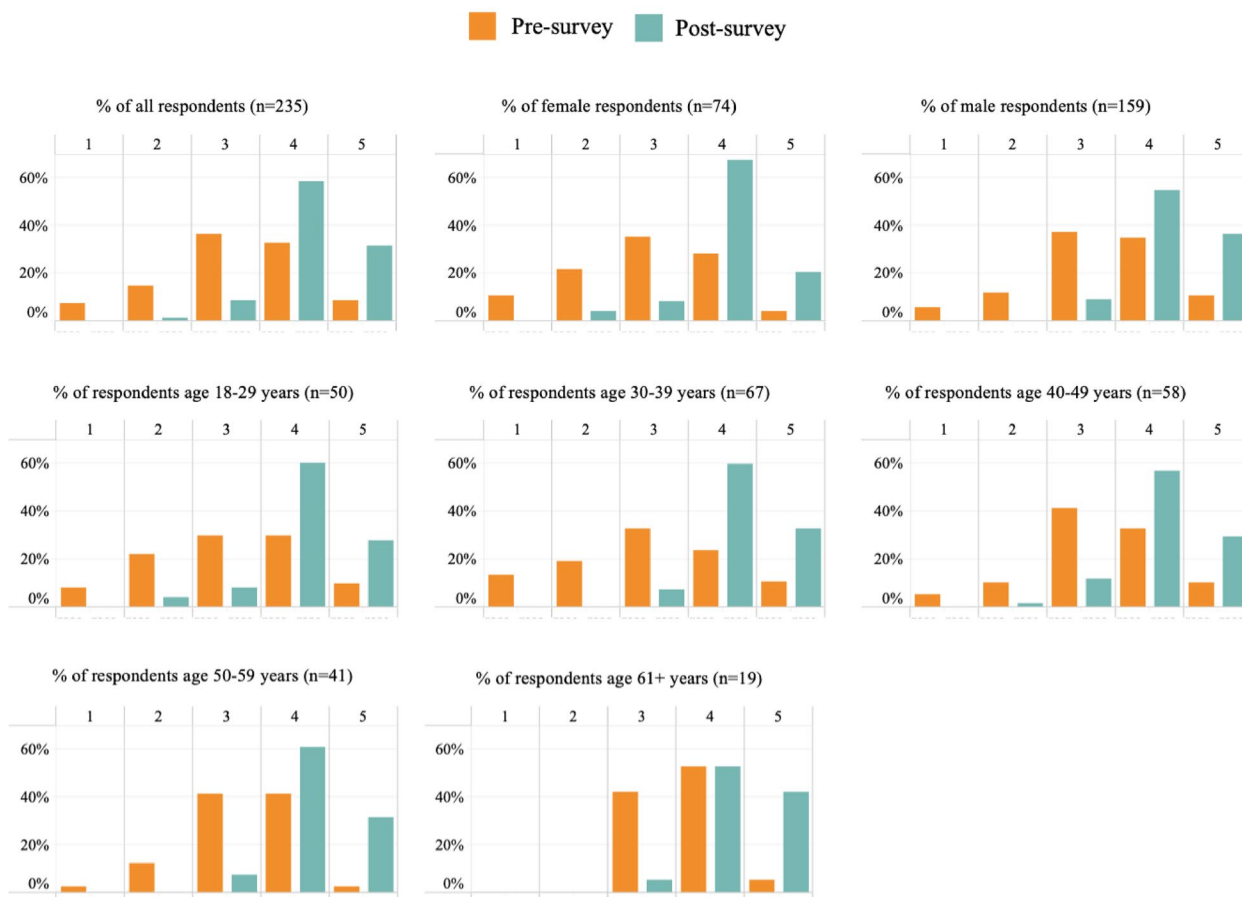 Pre-survey Post-survey
% of all respondents (n=235)
1 2 3 4 5
60%
40%
20%
0%
% of female respondents (n=74)
1 2 3 4 5
60%
40%
20%
0%
% of male respondents (n=159)
1 2 3 4 5
60%
40%
20%
0%
% of respondents age 18-29 years (n=50)
1 2 3 4 5
60%
40%
20%
0%
% of respondents age 30-39 years (n=67)
1 2 3 4 5
60%
40%
20%
0%
% of respondents age 40-49 years (n=58)
1 2 3 4 5
60%
40%
20%
0%
% of respondents age 50-59 years (n=41)
1 2 3 4 5
60%
40%
20%
0%
% of respondents age 61+ years (n=19)
1 2 3 4 5
60%
40%
20%
0%